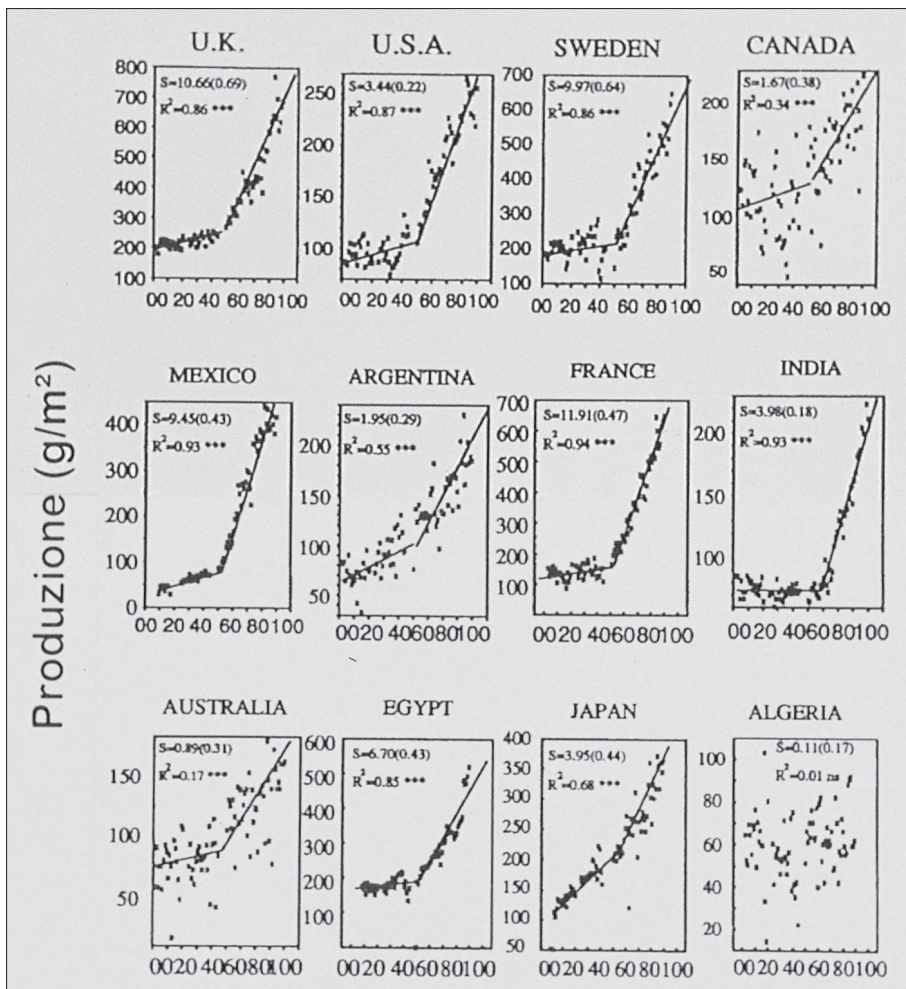 Produzione (g/m²)
U.K.
S=10.66(0.69)
R²=0.86 ***
800
700
600
500
400
300
200
100
00 20 40 60 80 100
U.S.A.
S=3.44(0.22)
R²=0.87 ***
250
200
150
100
00 20 40 60 80 100
SWEDEN
S=9.97(0.64)
R²=0.86 ***
700
600
500
400
300
200
100
00 20 40 60 80 100
CANADA
S=1.67(0.38)
R²=0.34 ***
200
150
100
50
00 20 40 60 80 100
MEXICO
S=9.45(0.43)
R²=0.93 ***
400
300
200
100
0
00 20 40 60 80 100
ARGENTINA
S=1.95(0.29)
R²=0.55 ***
200
150
100
50
00 20 40 60 80 100
FRANCE
S=11.91(0.47)
R²=0.94 ***
700
600
500
400
300
200
100
00 20 40 60 80 100
INDIA
S=3.98(0.18)
R²=0.93 ***
200
150
100
00 20 40 60 80 100
AUSTRALIA
S=0.89(0.31)
R²=0.17 ***
150
100
50
00 20 40 60 80 100
EGYPT
S=6.70(0.43)
R²=0.85 ***
600
500
400
300
200
100
00 20 40 60 80 100
JAPAN
S=3.95(0.44)
R²=0.68 ***
400
350
300
250
200
150
100
50
00 20 40 60 80 100
ALGERIA
S=0.11(0.17)
R²=0.01 ns
100
80
60
40
20
00 20 40 60 80 100